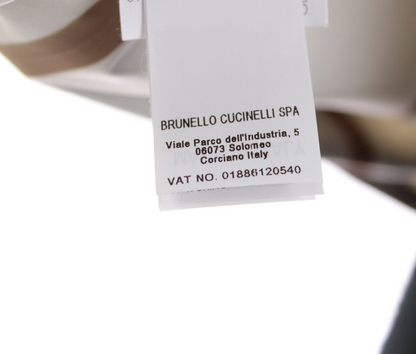 BRUNELLO CUCINELLI SPA
Viale Parco dell'Industria, 5
06073 Solomeo
Corciano Italy
VAT NO. 01886120540